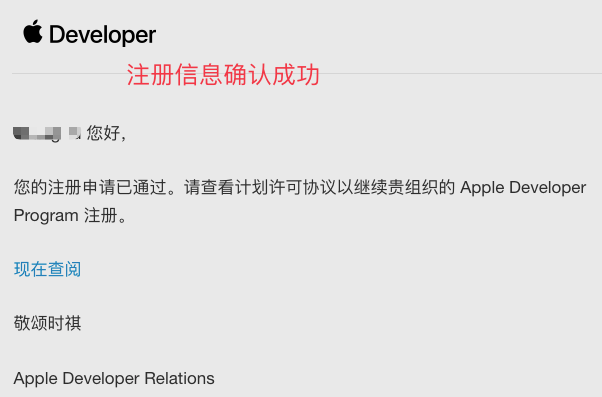 Developer
注册信息确认成功
您好，
您的注册申请已通过。请查看计划许可协议以继续贵组织的 Apple Developer
Program 注册。
现在查阅
敬颂时祺
Apple Developer Relations